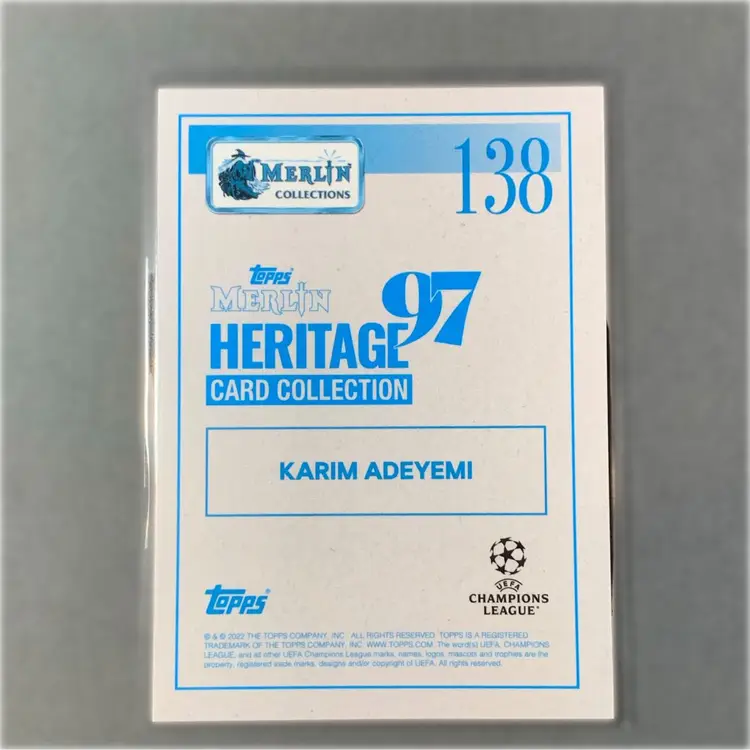 MERLIN
COLLECTIONS
138
Topps
MERLIN
HERITAGE 97
CARD COLLECTION
KARIM ADEYEMI
UEFA
CHAMPIONS
LEAGUE®
Topps®
® & © 2022 THE TOPPS COMPANY, INC. ALL RIGHTS RESERVED. TOPPS IS A REGISTERED
TRADEMARK OF THE TOPPS COMPANY, INC. WWW.TOPPS.COM. The word(s) UEFA, CHAMPIONS
LEAGUE, and all other UEFA Champions League marks, names, logos, mascots and trophies are the
property, registered trade marks, designs and/or copyright of UEFA. All rights reserved.